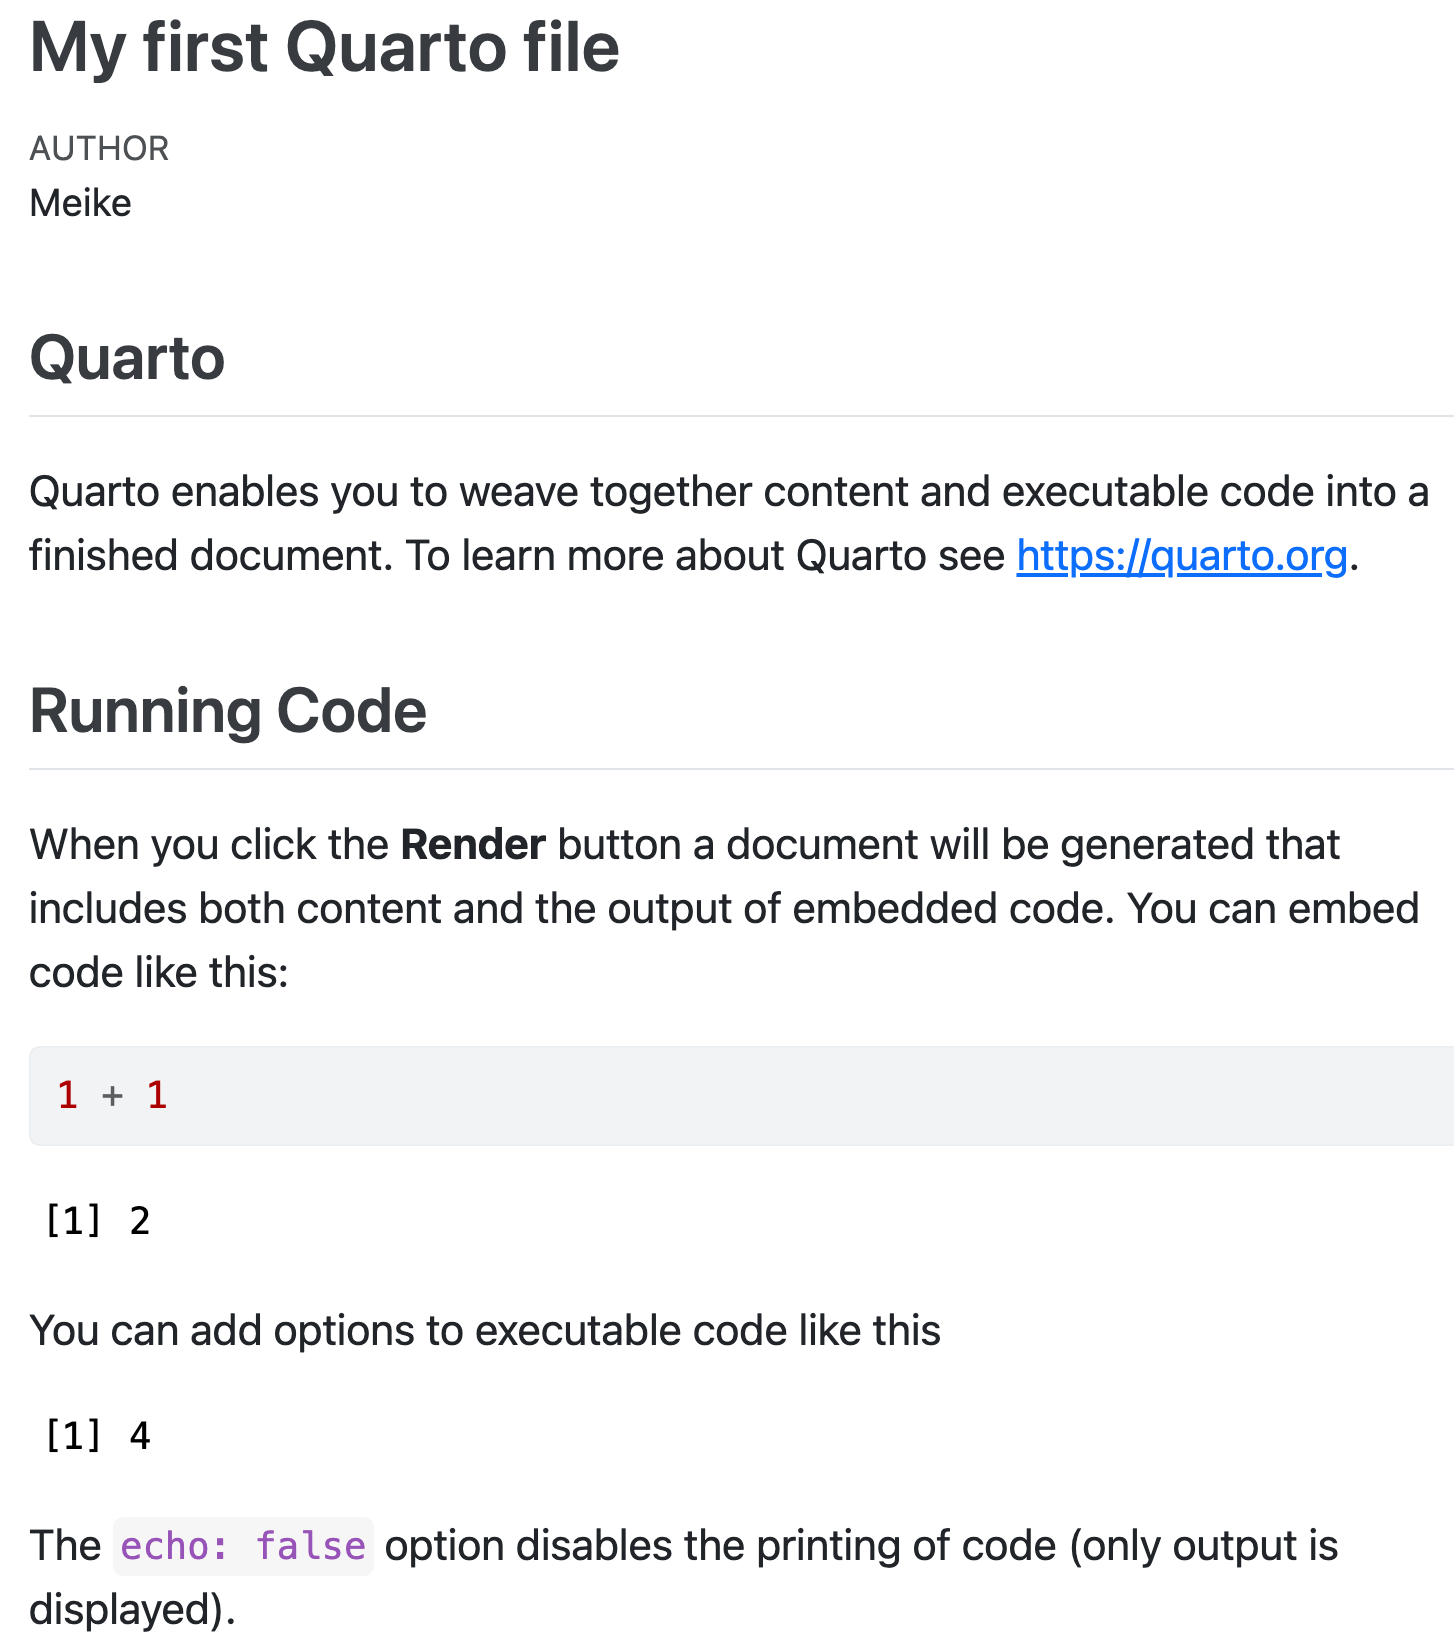 My first Quarto file
AUTHOR
Meike
Quarto
Quarto enables you to weave together content and executable code into a
finished document. To learn more about Quarto see https://quarto.org.
Running Code
When you click the Render button a document will be generated that
includes both content and the output of embedded code. You can embed
code like this:
1 + 1
[1] 2
You can add options to executable code like this
[1] 4
The echo: false option disables the printing of code (only output is
displayed).